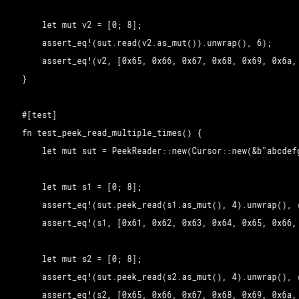 let mut v2 = [0; 8];
assert_eq!(sut.read(v2.as_mut()).unwrap(), 6);
assert_eq!(v2, [0x65, 0x66, 0x67, 0x68, 0x69, 0x6a,
}
#[test]
fn test_peek_read_multiple_times() {
let mut sut = PeekReader::new(Cursor::new(&b"abcdefg
let mut s1 = [0; 8];
assert_eq!(sut.peek_read(s1.as_mut(), 4).unwrap(),
assert_eq!(s1, [0x61, 0x62, 0x63, 0x64, 0x65, 0x66,
let mut s2 = [0; 8];
assert_eq!(sut.peek_read(s2.as_mut(), 4).unwrap(),
assert_eq!(s2, [0x65, 0x66, 0x67, 0x68, 0x69, 0x6a,